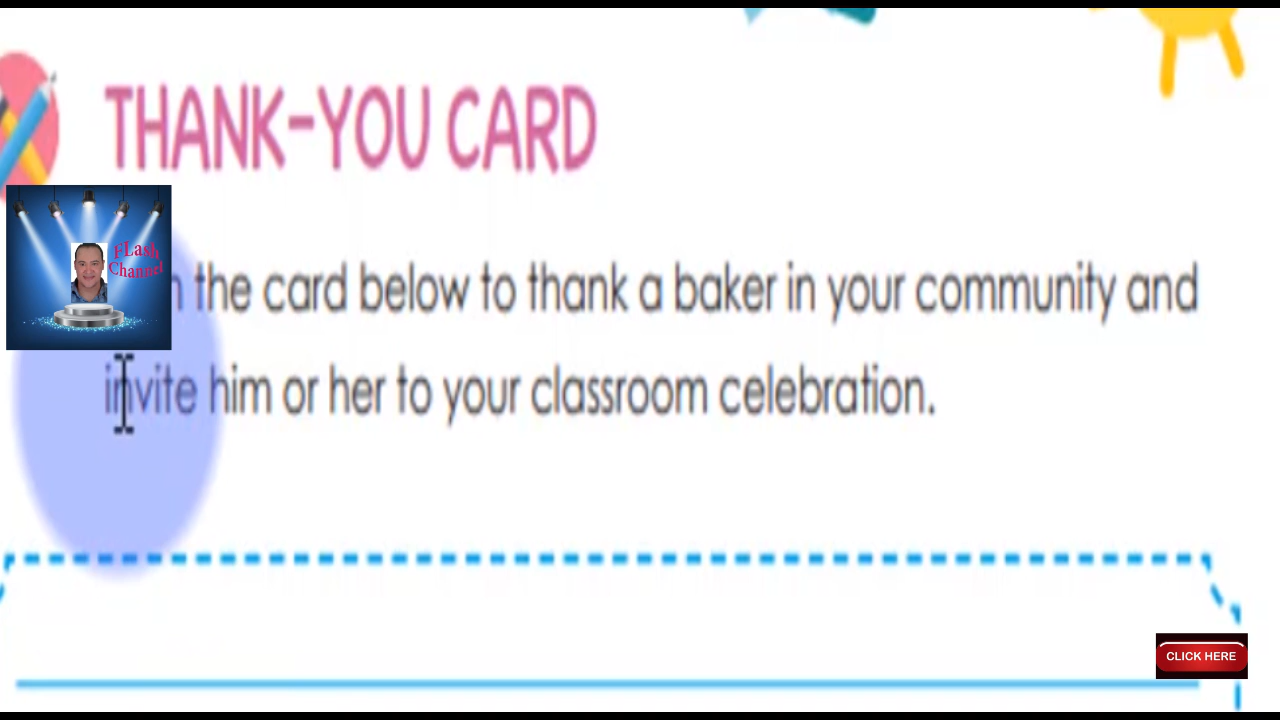 THANK-YOU CARD
FLash
Channel
the card below to thank a baker in your community and
invite him or her to your classroom celebration.
CLICK HERE